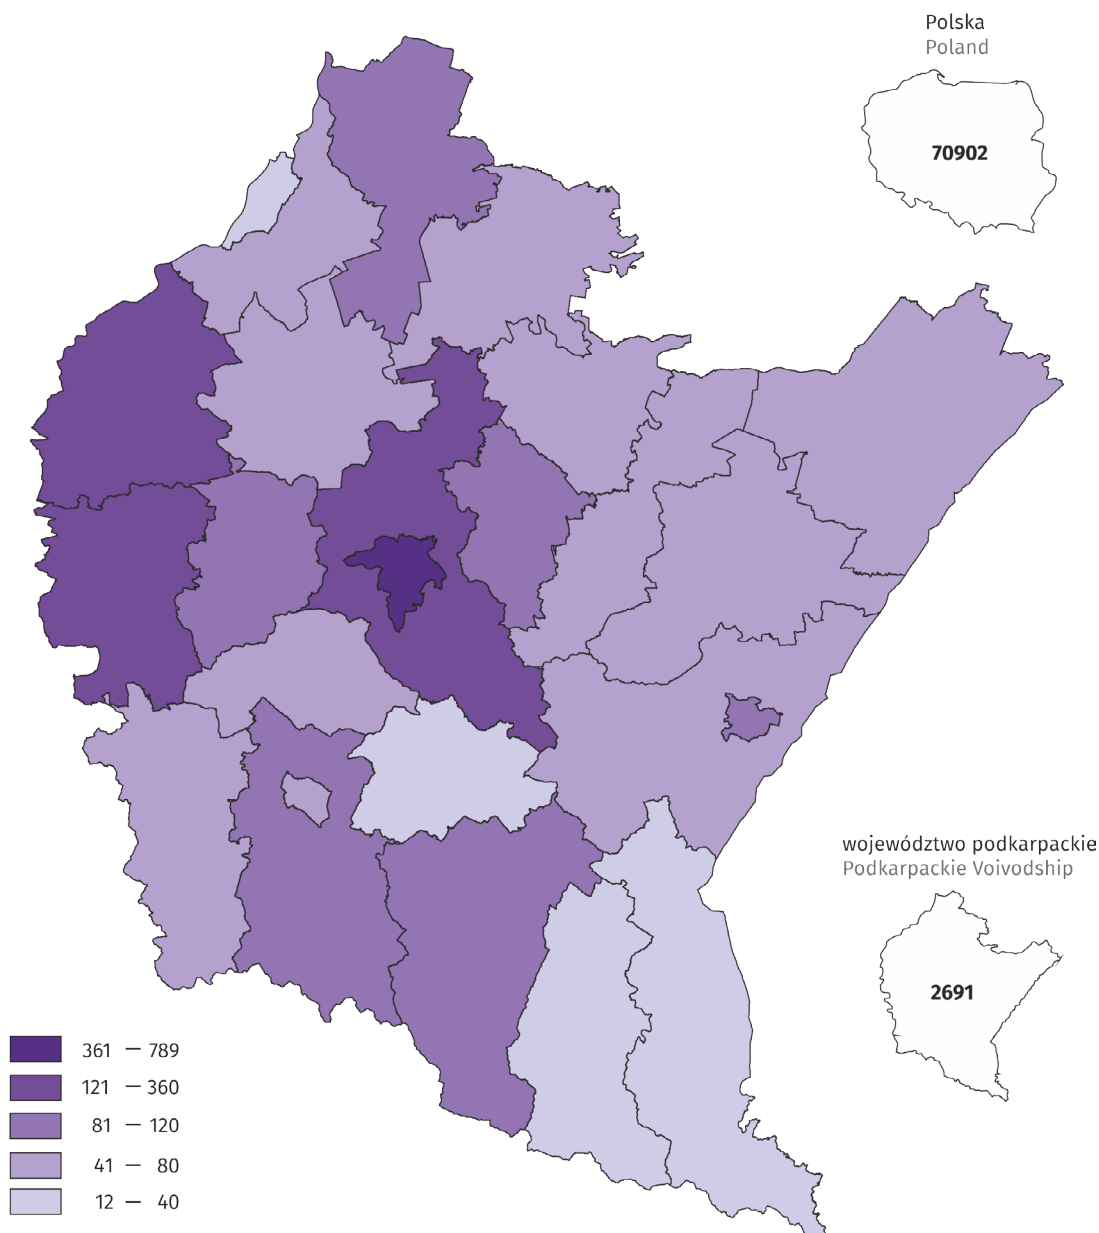 Polska
Poland
70902
województwo podkarpackie
Podkarpackie Voivodship
2691
361 — 789
121 — 360
81 — 120
41 — 80
12 — 40